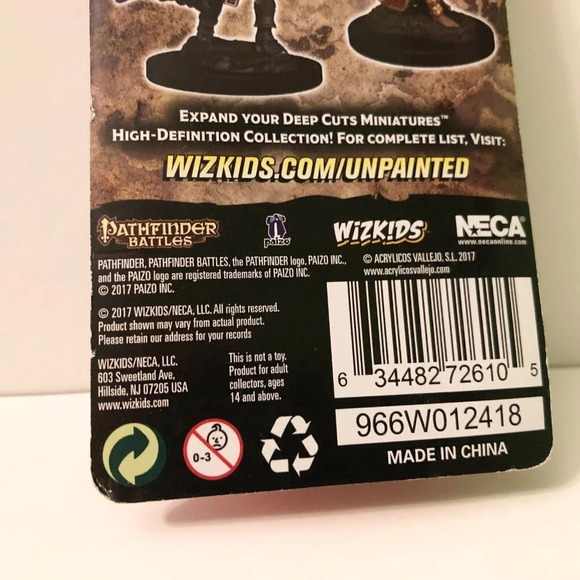 Expand your Deep Cuts Miniatures™
High-Definition Collection! For complete list, Visit:
WIZKIDS.COM/UNPAINTED
PATHFINDER
BATTLES
paizo
WIZKIDS
NECA
www.necaonline.com
PATHFINDER, PATHFINDER BATTLES, the PATHFINDER logo, PAIZO INC.,
and the PAIZO logo are registered trademarks of PAIZO INC.
© 2017 PAIZO INC.
© ACRYLICOS VALLEJO, S.L. 2017
www.acrylicosvallejo.com
© 2017 WIZKIDS/NECA, LLC. All rights reserved.
Product shown may vary from actual product.
Please retain our address for your records
WIZKIDS/NECA, LLC.
603 Sweetland Ave,
Hillside, NJ 07205 USA
www.wizkids.com
This is not a toy.
Product for adult
collectors, ages
14 and above.
6 34482 72610 5
966W012418
MADE IN CHINA
0-3